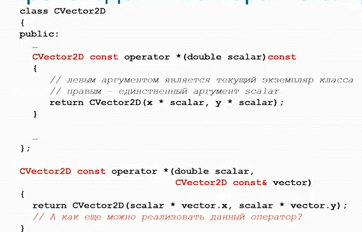 class CVector2D
{
public:
…
CVector2D const operator *(double scalar)const
{
// левым аргументом является текущий экземпляр класса
// правым – единственный аргумент scalar
return CVector2D(x * scalar, y * scalar);
}
…
};
CVector2D const operator *(double scalar,
CVector2D const& vector)
{
return CVector2D(scalar * vector.x, scalar * vector.y);
// А как еще можно реализовать данный оператор?
}